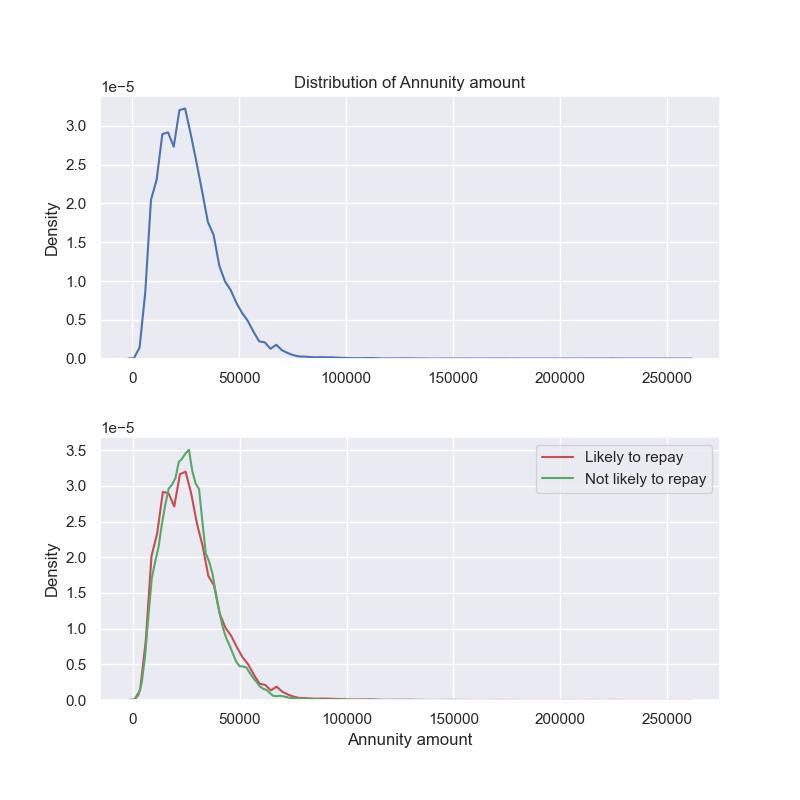 Distribution of Annunity amount
1e−5
3.0
2.5
2.0
1.5
1.0
0.5
0.0
Density
0 50000 100000 150000 200000 250000
1e−5
Likely to repay
Not likely to repay
3.5
3.0
2.5
2.0
1.5
1.0
0.5
0.0
Density
0 50000 100000 150000 200000 250000
Annunity amount